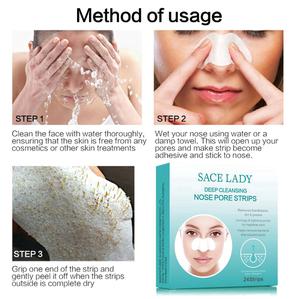 Method of usage
STEP 1
Clean the face with water thoroughly,
ensuring that the skin is free from any
cosmetics or other skin treatments
STEP 2
Wet your nose using water or a
damp towel. This will open up your
pores and make strip become
adhesive and stick to nose.
STEP 3
Grip one end of the strip and
gently peel it off when the strips
outside is complete dry
SACE LADY
DEEP CLEANSING
NOSE PORE STRIPS
24Strips